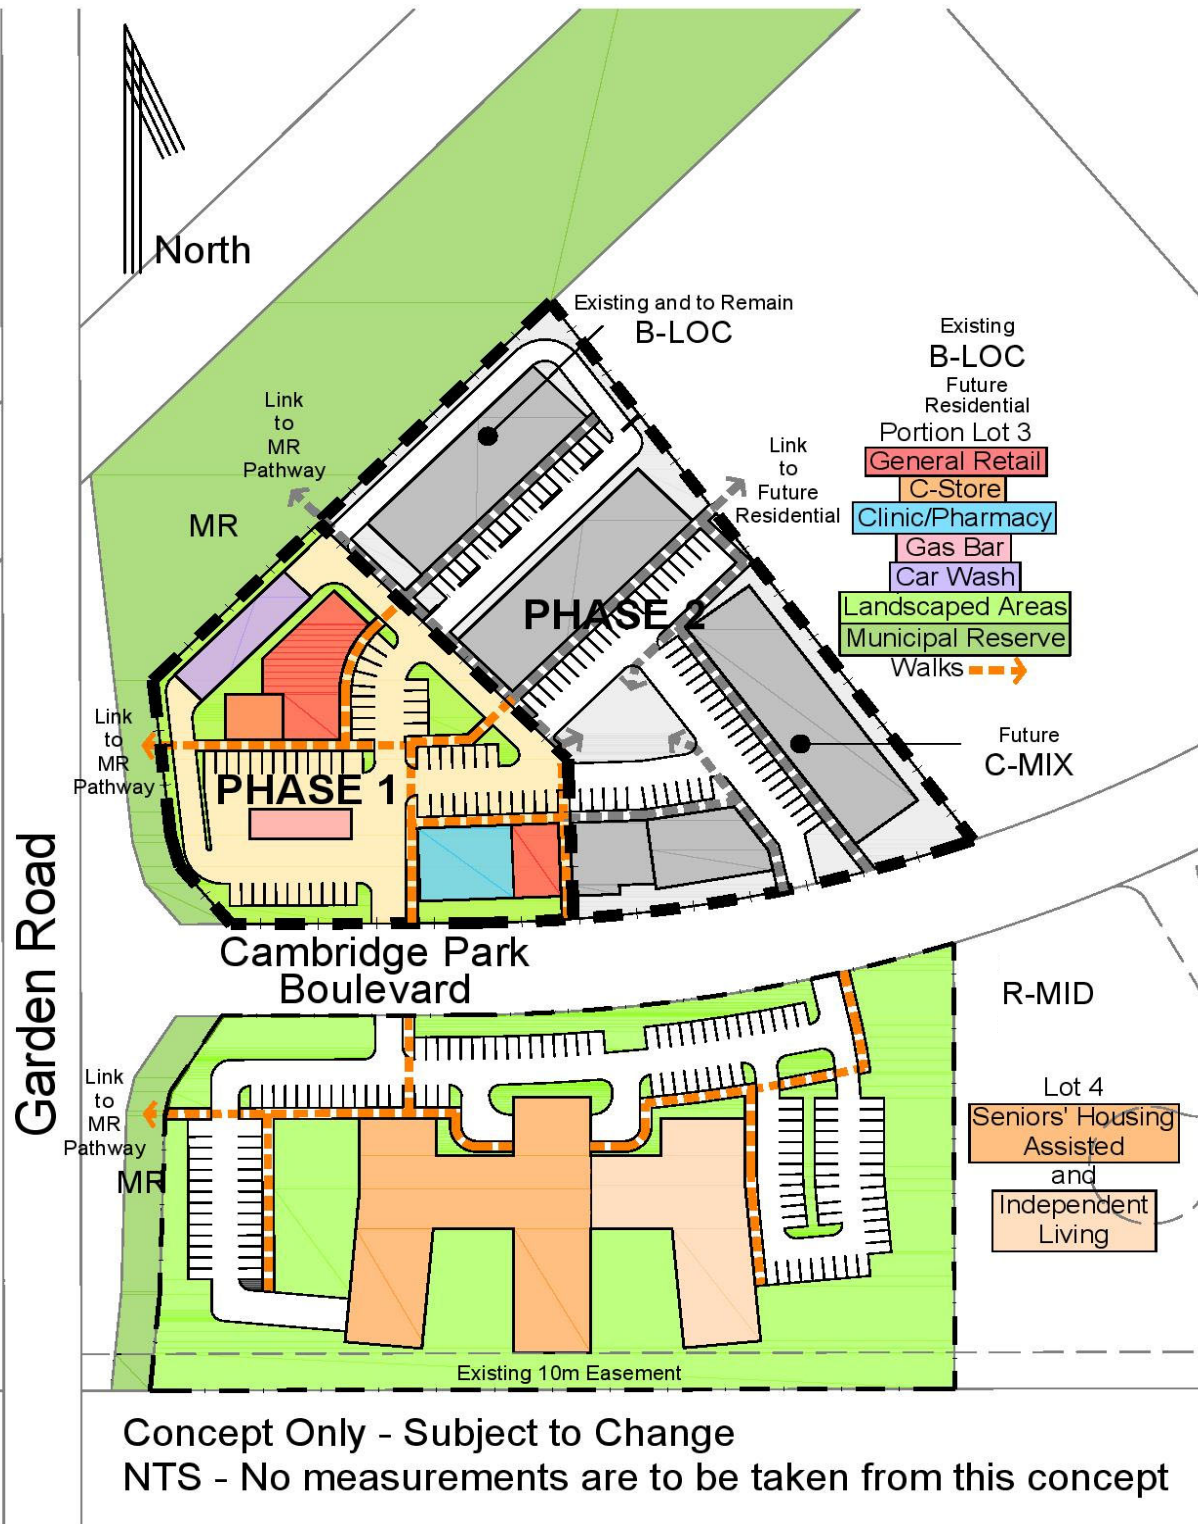 North
Existing and to Remain
B-LOC
Existing
B-LOC
Future
Residential
Portion Lot 3
General Retail
C-Store
Clinic/Pharmacy
Gas Bar
Car Wash
Landscaped Areas
Municipal Reserve
Walks
Link
to
MR
Pathway
MR
Link
to
Future
Residential
PHASE 2
Link
to
MR
Pathway
PHASE 1
Future
C-MIX
Garden Road
Cambridge Park
Boulevard
R-MID
Link
to
MR
Pathway
MR
Lot 4
Seniors' Housing
Assisted
and
Independent
Living
Existing 10m Easement
Concept Only - Subject to Change
NTS - No measurements are to be taken from this concept